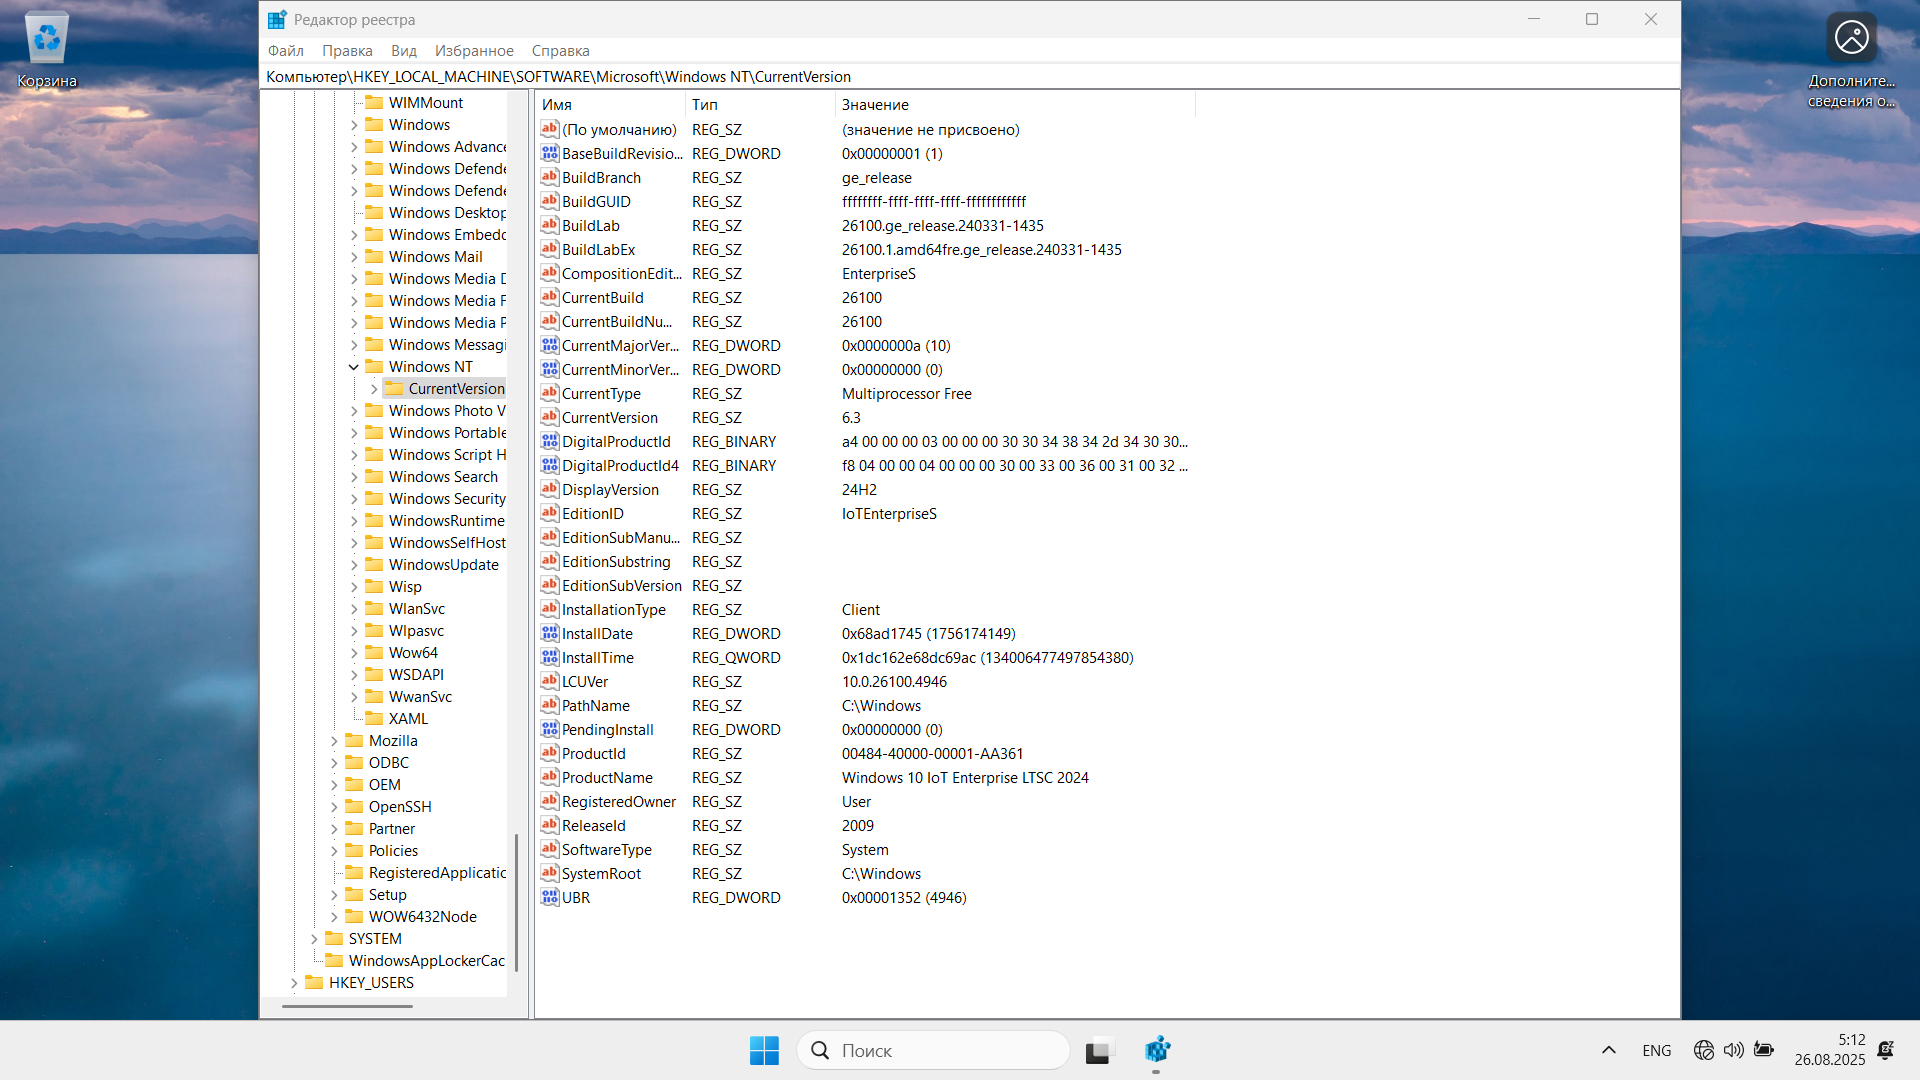 Корзина
Дополните...
сведения о...
Редактор реестра
Файл Правка Вид Избранное Справка
Компьютер\HKEY_LOCAL_MACHINE\SOFTWARE\Microsoft\Windows NT\CurrentVersion
WIMMount
Windows
Windows Advance
Windows Defende
Windows Defende
Windows Desktop
Windows Embedd
Windows Mail
Windows Media D
Windows Media F
Windows Media P
Windows Messagi
Windows NT
CurrentVersion
Windows Photo V
Windows Portable
Windows Script H
Windows Search
Windows Security
WindowsRuntime
WindowsSelfHost
WindowsUpdate
Wisp
WlanSvc
Wlpasvc
Wow64
WSDAPI
WwanSvc
XAML
Mozilla
ODBC
OEM
OpenSSH
Partner
Policies
RegisteredApplicatio
Setup
WOW6432Node
SYSTEM
WindowsAppLockerCac
HKEY_USERS
Имя Тип Значение
(По умолчанию) REG_SZ (значение не присвоено)
BaseBuildRevisio... REG_DWORD 0x00000001 (1)
BuildBranch REG_SZ ge_release
BuildGUID REG_SZ ffffffff-ffff-ffff-ffff-ffffffffffff
BuildLab REG_SZ 26100.ge_release.240331-1435
BuildLabEx REG_SZ 26100.1.amd64fre.ge_release.240331-1435
CompositionEdit... REG_SZ EnterpriseS
CurrentBuild REG_SZ 26100
CurrentBuildNu... REG_SZ 26100
CurrentMajorVer... REG_DWORD 0x0000000a (10)
CurrentMinorVer... REG_DWORD 0x00000000 (0)
CurrentType REG_SZ Multiprocessor Free
CurrentVersion REG_SZ 6.3
DigitalProductId REG_BINARY a4 00 00 00 03 00 00 00 30 30 34 38 34 2d 34 30 30...
DigitalProductId4 REG_BINARY f8 04 00 00 04 00 00 00 30 00 33 00 36 00 31 00 32 ...
DisplayVersion REG_SZ 24H2
EditionID REG_SZ IoTEnterpriseS
EditionSubManu... REG_SZ
EditionSubstring REG_SZ
EditionSubVersion REG_SZ
InstallationType REG_SZ Client
InstallDate REG_DWORD 0x68ad1745 (1756174149)
InstallTime REG_QWORD 0x1dc162e68dc69ac (134006477497854380)
LCUVer REG_SZ 10.0.26100.4946
PathName REG_SZ C:\Windows
PendingInstall REG_DWORD 0x00000000 (0)
ProductId REG_SZ 00484-40000-00001-AA361
ProductName REG_SZ Windows 10 IoT Enterprise LTSC 2024
RegisteredOwner REG_SZ User
ReleaseId REG_SZ 2009
SoftwareType REG_SZ System
SystemRoot REG_SZ C:\Windows
UBR REG_DWORD 0x00001352 (4946)
Поиск
ENG
5:12
26.08.2025